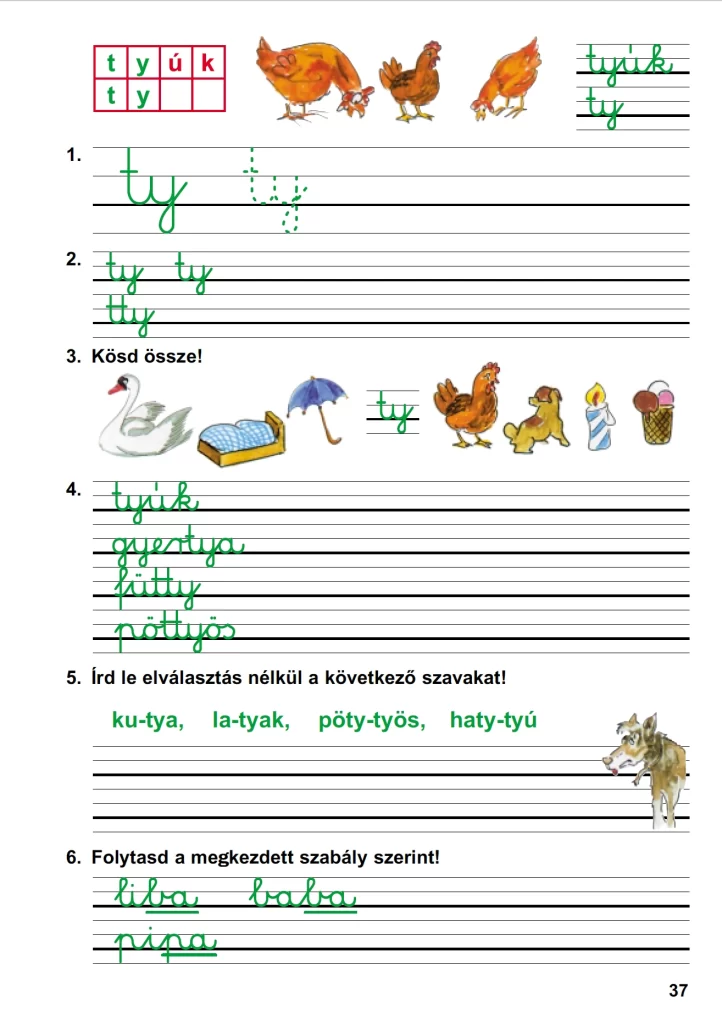 t y ú k
t y
tyúk
ty
1.
ty ty
2.
ty ty
tty
3. Kösd össze!
ty
4.
tyúk
gyertya
fütty
pöttyös
5. Írd le elválasztás nélkül a következő szavakat!
ku-tya, la-tyak, pöty-työs, haty-tyú
6. Folytasd a megkezdett szabály szerint!
liba baba
pipa
37